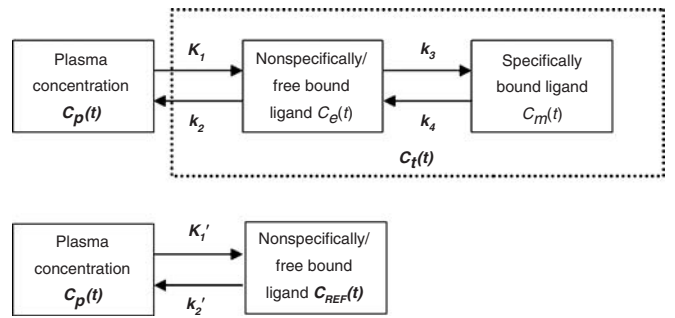 Plasma
concentration
Cp(t)
K1
k2
Nonspecifically/
free bound
ligand Ce(t)
k3
k4
Specifically
bound ligand
Cm(t)
Ct(t)
Plasma
concentration
Cp(t)
K1'
k2'
Nonspecifically/
free bound
ligand CREF(t)